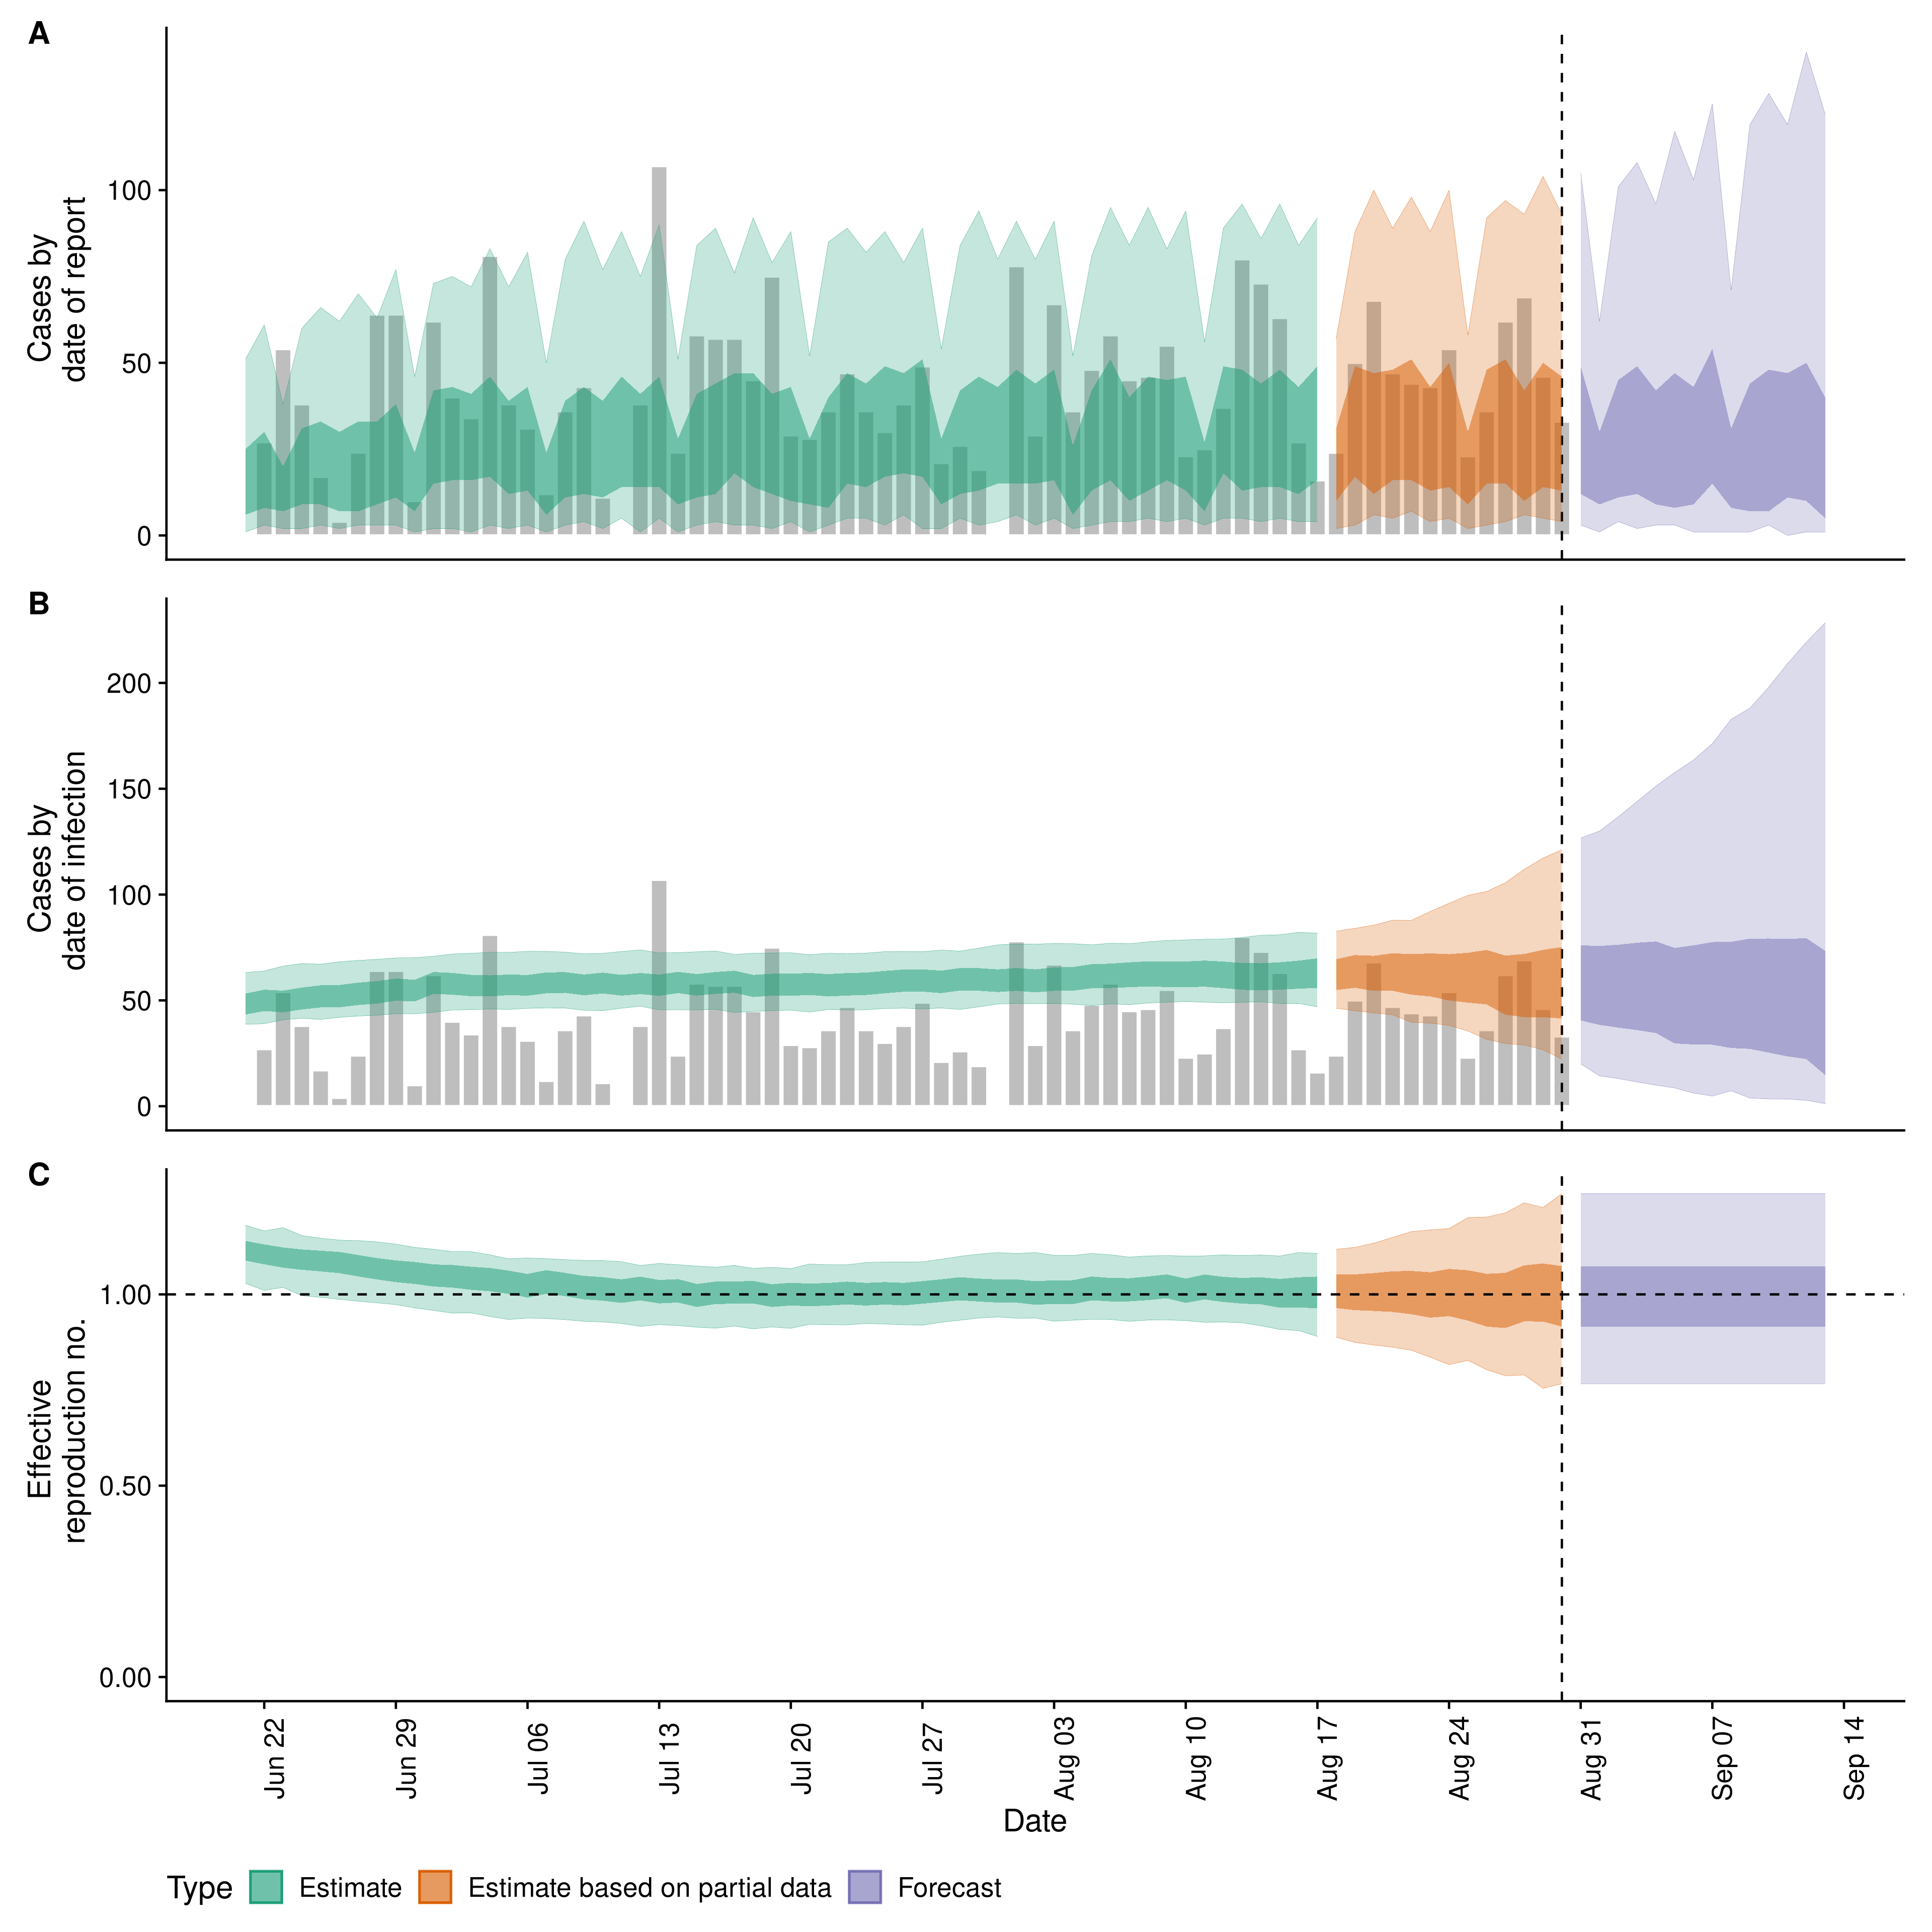 A
Cases by
date of report
100
50
0
B
Cases by
date of infection
200
150
100
50
0
C
Effective
reproduction no.
1.00
0.50
0.00
Jun 22
Jun 29
Jul 06
Jul 13
Jul 20
Jul 27
Aug 03
Aug 10
Aug 17
Aug 24
Aug 31
Sep 07
Sep 14
Date
Type
Estimate
Estimate based on partial data
Forecast